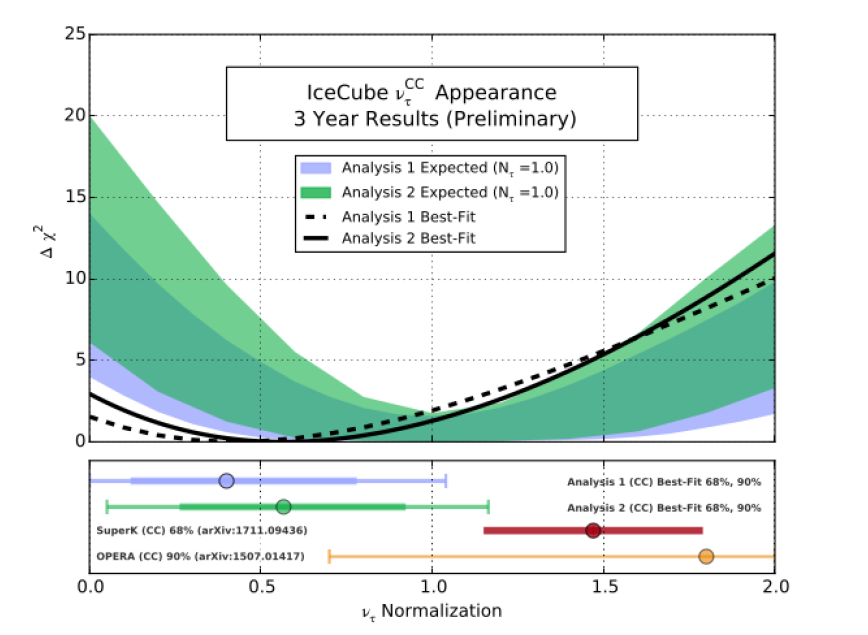 25
20
15
10
5
0
Δ χ²
IceCube ν_τ^CC Appearance
3 Year Results (Preliminary)
Analysis 1 Expected (N_τ =1.0)
Analysis 2 Expected (N_τ =1.0)
Analysis 1 Best-Fit
Analysis 2 Best-Fit
Analysis 1 (CC) Best-Fit 68%, 90%
Analysis 2 (CC) Best-Fit 68%, 90%
SuperK (CC) 68% (arXiv:1711.09436)
OPERA (CC) 90% (arXiv:1507.01417)
0.0 0.5 1.0 1.5 2.0
ν_τ Normalization